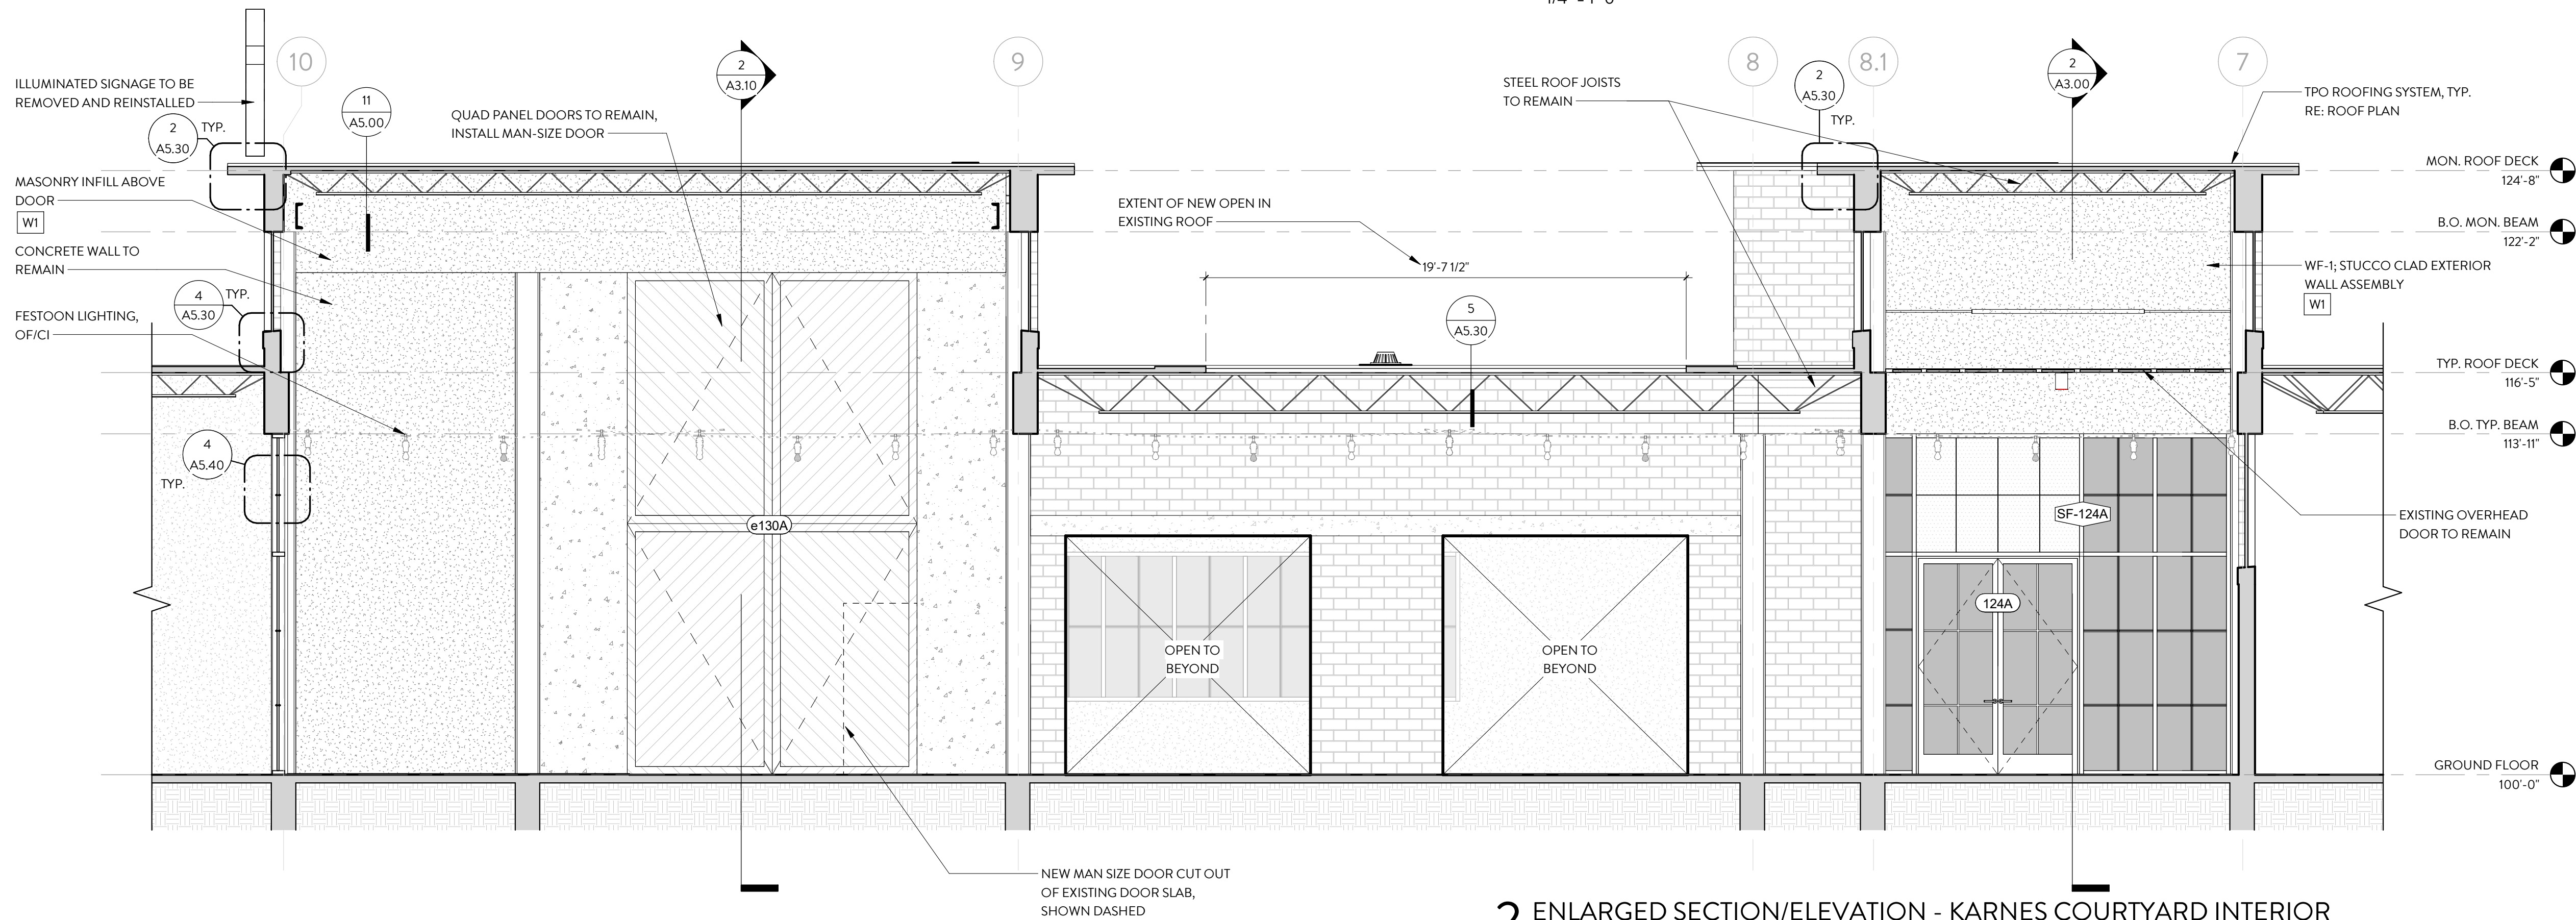 10
9
8
8.1
7
ILLUMINATED SIGNAGE TO BE
REMOVED AND REINSTALLED
2
A5.30
TYP.
11
A5.00
QUAD PANEL DOORS TO REMAIN,
INSTALL MAN-SIZE DOOR
2
A3.10
STEEL ROOF JOISTS
TO REMAIN
2
A5.30
TYP.
2
A3.00
TPO ROOFING SYSTEM, TYP.
RE: ROOF PLAN
MON. ROOF DECK
124'-8"
MASONRY INFILL ABOVE
DOOR
W1
EXTENT OF NEW OPEN IN
EXISTING ROOF
B.O. MON. BEAM
122'-2"
CONCRETE WALL TO
REMAIN
19'-7 1/2"
WF-1; STUCCO CLAD EXTERIOR
WALL ASSEMBLY
W1
4
A5.30
TYP.
FESTOON LIGHTING,
OF/CI
5
A5.30
TYP. ROOF DECK
116'-5"
B.O. TYP. BEAM
113'-11"
4
A5.40
TYP.
e130A
SF-124A
EXISTING OVERHEAD
DOOR TO REMAIN
124A
OPEN TO
BEYOND
OPEN TO
BEYOND
GROUND FLOOR
100'-0"
NEW MAN SIZE DOOR CUT OUT
OF EXISTING DOOR SLAB,
SHOWN DASHED
2 ENLARGED SECTION/ELEVATION - KARNES COURTYARD INTERIOR